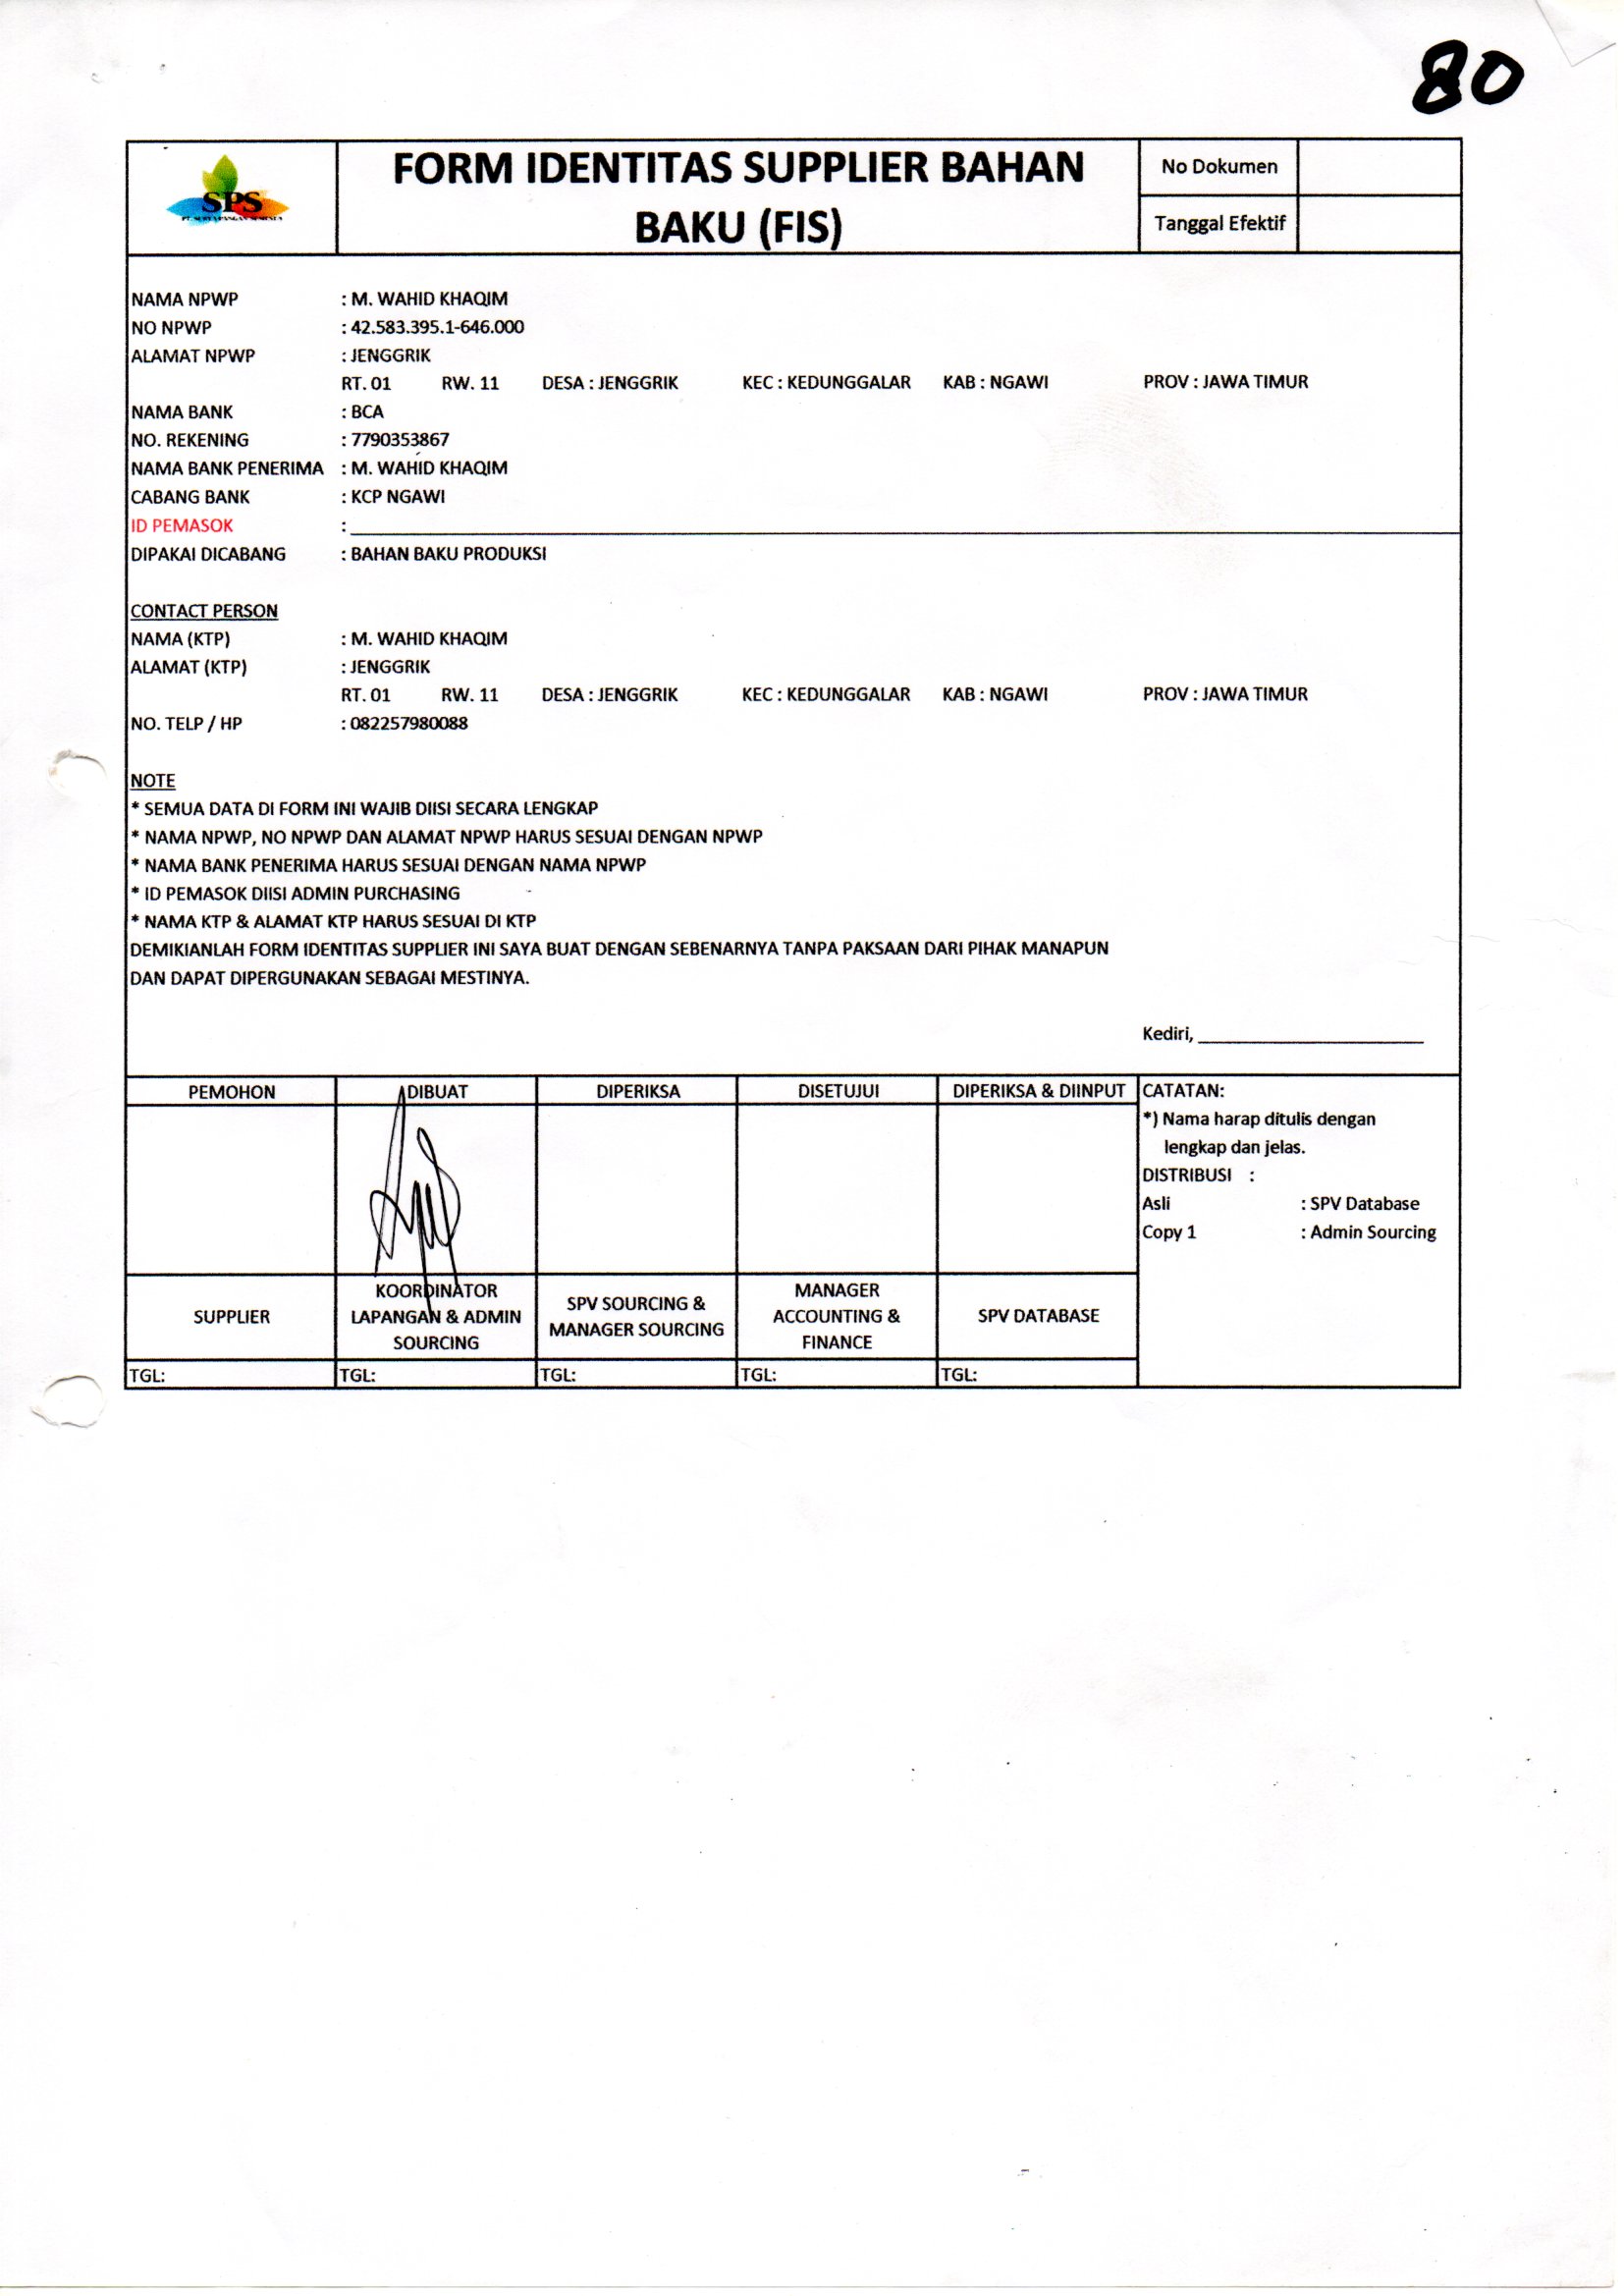 80
SPS
FORM IDENTITAS SUPPLIER BAHAN
BAKU (FIS)
No Dokumen
Tanggal Efektif
NAMA NPWP : M. WAHID KHAQIM
NO NPWP : 42.583.395.1-646.000
ALAMAT NPWP : JENGGRIK
RT. 01 RW. 11 DESA : JENGGRIK KEC : KEDUNGGALAR KAB : NGAWI PROV : JAWA TIMUR
NAMA BANK : BCA
NO. REKENING : 7790353867
NAMA BANK PENERIMA : M. WAHID KHAQIM
CABANG BANK : KCP NGAWI
ID PEMASOK :
DIPAKAI DICABANG : BAHAN BAKU PRODUKSI
CONTACT PERSON
NAMA (KTP) : M. WAHID KHAQIM
ALAMAT (KTP) : JENGGRIK
RT. 01 RW. 11 DESA : JENGGRIK KEC : KEDUNGGALAR KAB : NGAWI PROV : JAWA TIMUR
NO. TELP / HP : 082257980088
NOTE
* SEMUA DATA DI FORM INI WAJIB DIISI SECARA LENGKAP
* NAMA NPWP, NO NPWP DAN ALAMAT NPWP HARUS SESUAI DENGAN NPWP
* NAMA BANK PENERIMA HARUS SESUAI DENGAN NAMA NPWP
* ID PEMASOK DIISI ADMIN PURCHASING
* NAMA KTP & ALAMAT KTP HARUS SESUAI DI KTP
DEMIKIANLAH FORM IDENTITAS SUPPLIER INI SAYA BUAT DENGAN SEBENARNYA TANPA PAKSAAN DARI PIHAK MANAPUN
DAN DAPAT DIPERGUNAKAN SEBAGAI MESTINYA.
Kediri,
PEMOHON DIBUAT DIPERIKSA DISETUJUI DIPERIKSA & DIINPUT
CATATAN:
*) Nama harap ditulis dengan
lengkap dan jelas.
DISTRIBUSI :
Asli : SPV Database
Copy 1 : Admin Sourcing
SUPPLIER
KOORDINATOR
LAPANGAN & ADMIN
SOURCING
SPV SOURCING &
MANAGER SOURCING
MANAGER
ACCOUNTING &
FINANCE
SPV DATABASE
TGL: TGL: TGL: TGL: TGL: